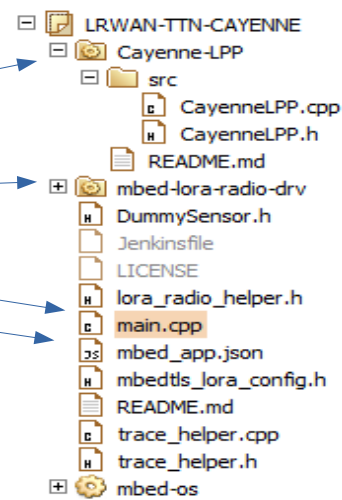 LRWAN-TTN-CAYENNE
Cayenne-LPP
src
CayenneLPP.cpp
CayenneLPP.h
README.md
mbed-lora-radio-drv
DummySensor.h
Jenkinsfile
LICENSE
lora_radio_helper.h
main.cpp
mbed_app.json
mbedtls_lora_config.h
README.md
trace_helper.cpp
trace_helper.h
mbed-os